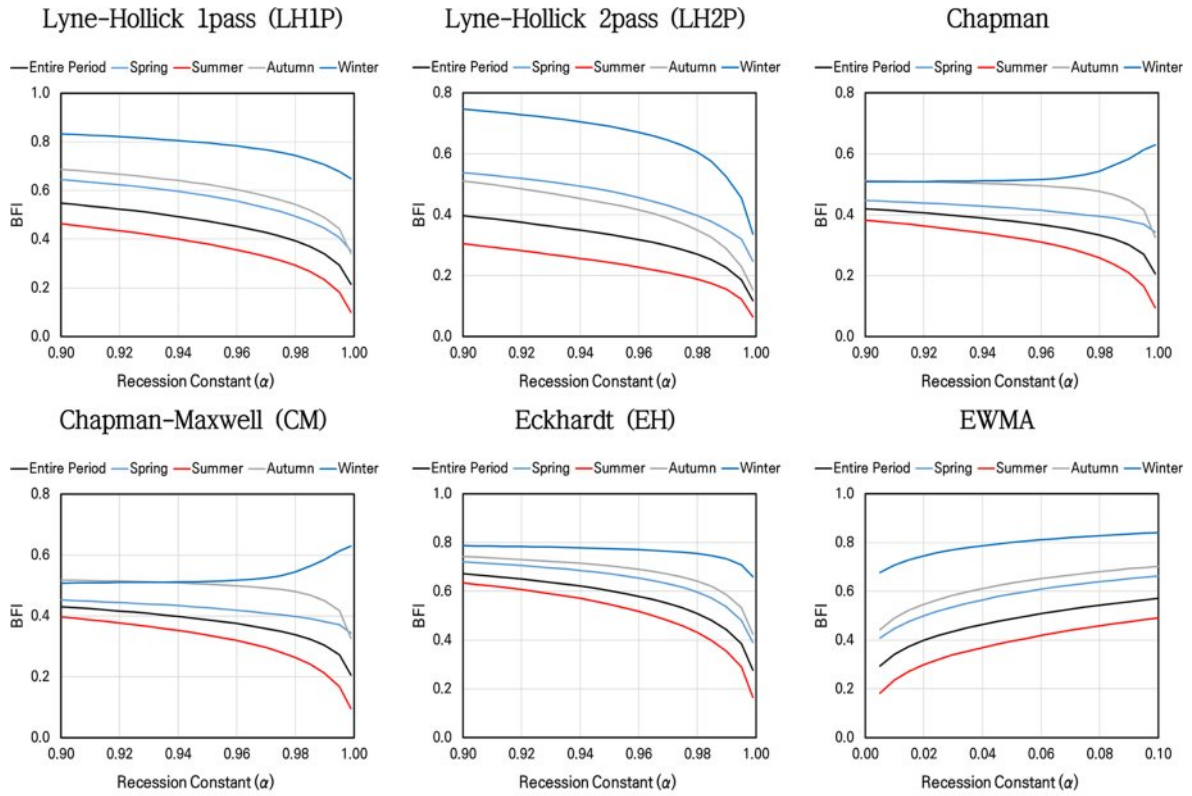 Lyne-Hollick 1pass (LH1P)
Entire Period Spring Summer Autumn Winter
1.0
0.8
0.6
0.4
0.2
0.0
BFI
0.90 0.92 0.94 0.96 0.98 1.00
Recession Constant (α)
Lyne-Hollick 2pass (LH2P)
Entire Period Spring Summer Autumn Winter
0.8
0.6
0.4
0.2
0.0
BFI
0.90 0.92 0.94 0.96 0.98 1.00
Recession Constant (α)
Chapman
Entire Period Spring Summer Autumn Winter
0.8
0.6
0.4
0.2
0.0
BFI
0.90 0.92 0.94 0.96 0.98 1.00
Recession Constant (α)
Chapman-Maxwell (CM)
Entire Period Spring Summer Autumn Winter
0.8
0.6
0.4
0.2
0.0
BFI
0.90 0.92 0.94 0.96 0.98 1.00
Recession Constant (α)
Eckhardt (EH)
Entire Period Spring Summer Autumn Winter
1.0
0.8
0.6
0.4
0.2
0.0
BFI
0.90 0.92 0.94 0.96 0.98 1.00
Recession Constant (α)
EWMA
Entire Period Spring Summer Autumn Winter
1.0
0.8
0.6
0.4
0.2
0.0
BFI
0.00 0.02 0.04 0.06 0.08 0.10
Recession Constant (α)